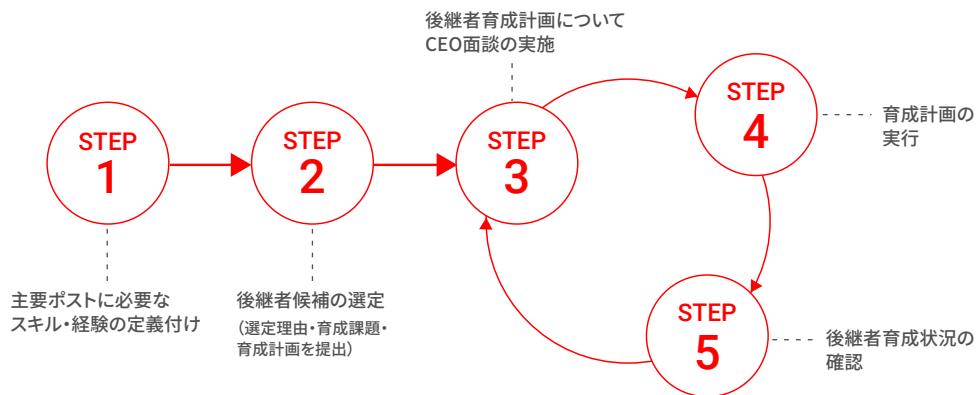 STEP
1
主要ポストに必要な
スキル・経験の定義付け
STEP
2
後継者候補の選定
(選定理由・育成課題・
育成計画を提出)
後継者育成計画について
CEO面談の実施
STEP
3
STEP
4
育成計画の
実行
STEP
5
後継者育成状況の
確認